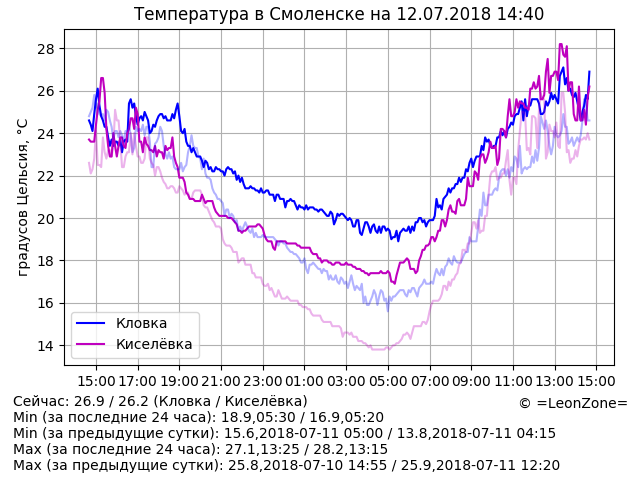 Температура в Смоленске на 12.07.2018 14:40
градусов Цельсия, °C
28
26
24
22
20
18
16
14
Кловка
Киселёвка
15:00 17:00 19:00 21:00 23:00 01:00 03:00 05:00 07:00 09:00 11:00 13:00 15:00
Сейчас: 26.9 / 26.2 (Кловка / Киселёвка)
© =LeonZone=
Min (за последние 24 часа): 18.9,05:30 / 16.9,05:20
Min (за предыдущие сутки): 15.6,2018-07-11 05:00 / 13.8,2018-07-11 04:15
Max (за последние 24 часа): 27.1,13:25 / 28.2,13:15
Max (за предыдущие сутки): 25.8,2018-07-10 14:55 / 25.9,2018-07-11 12:20